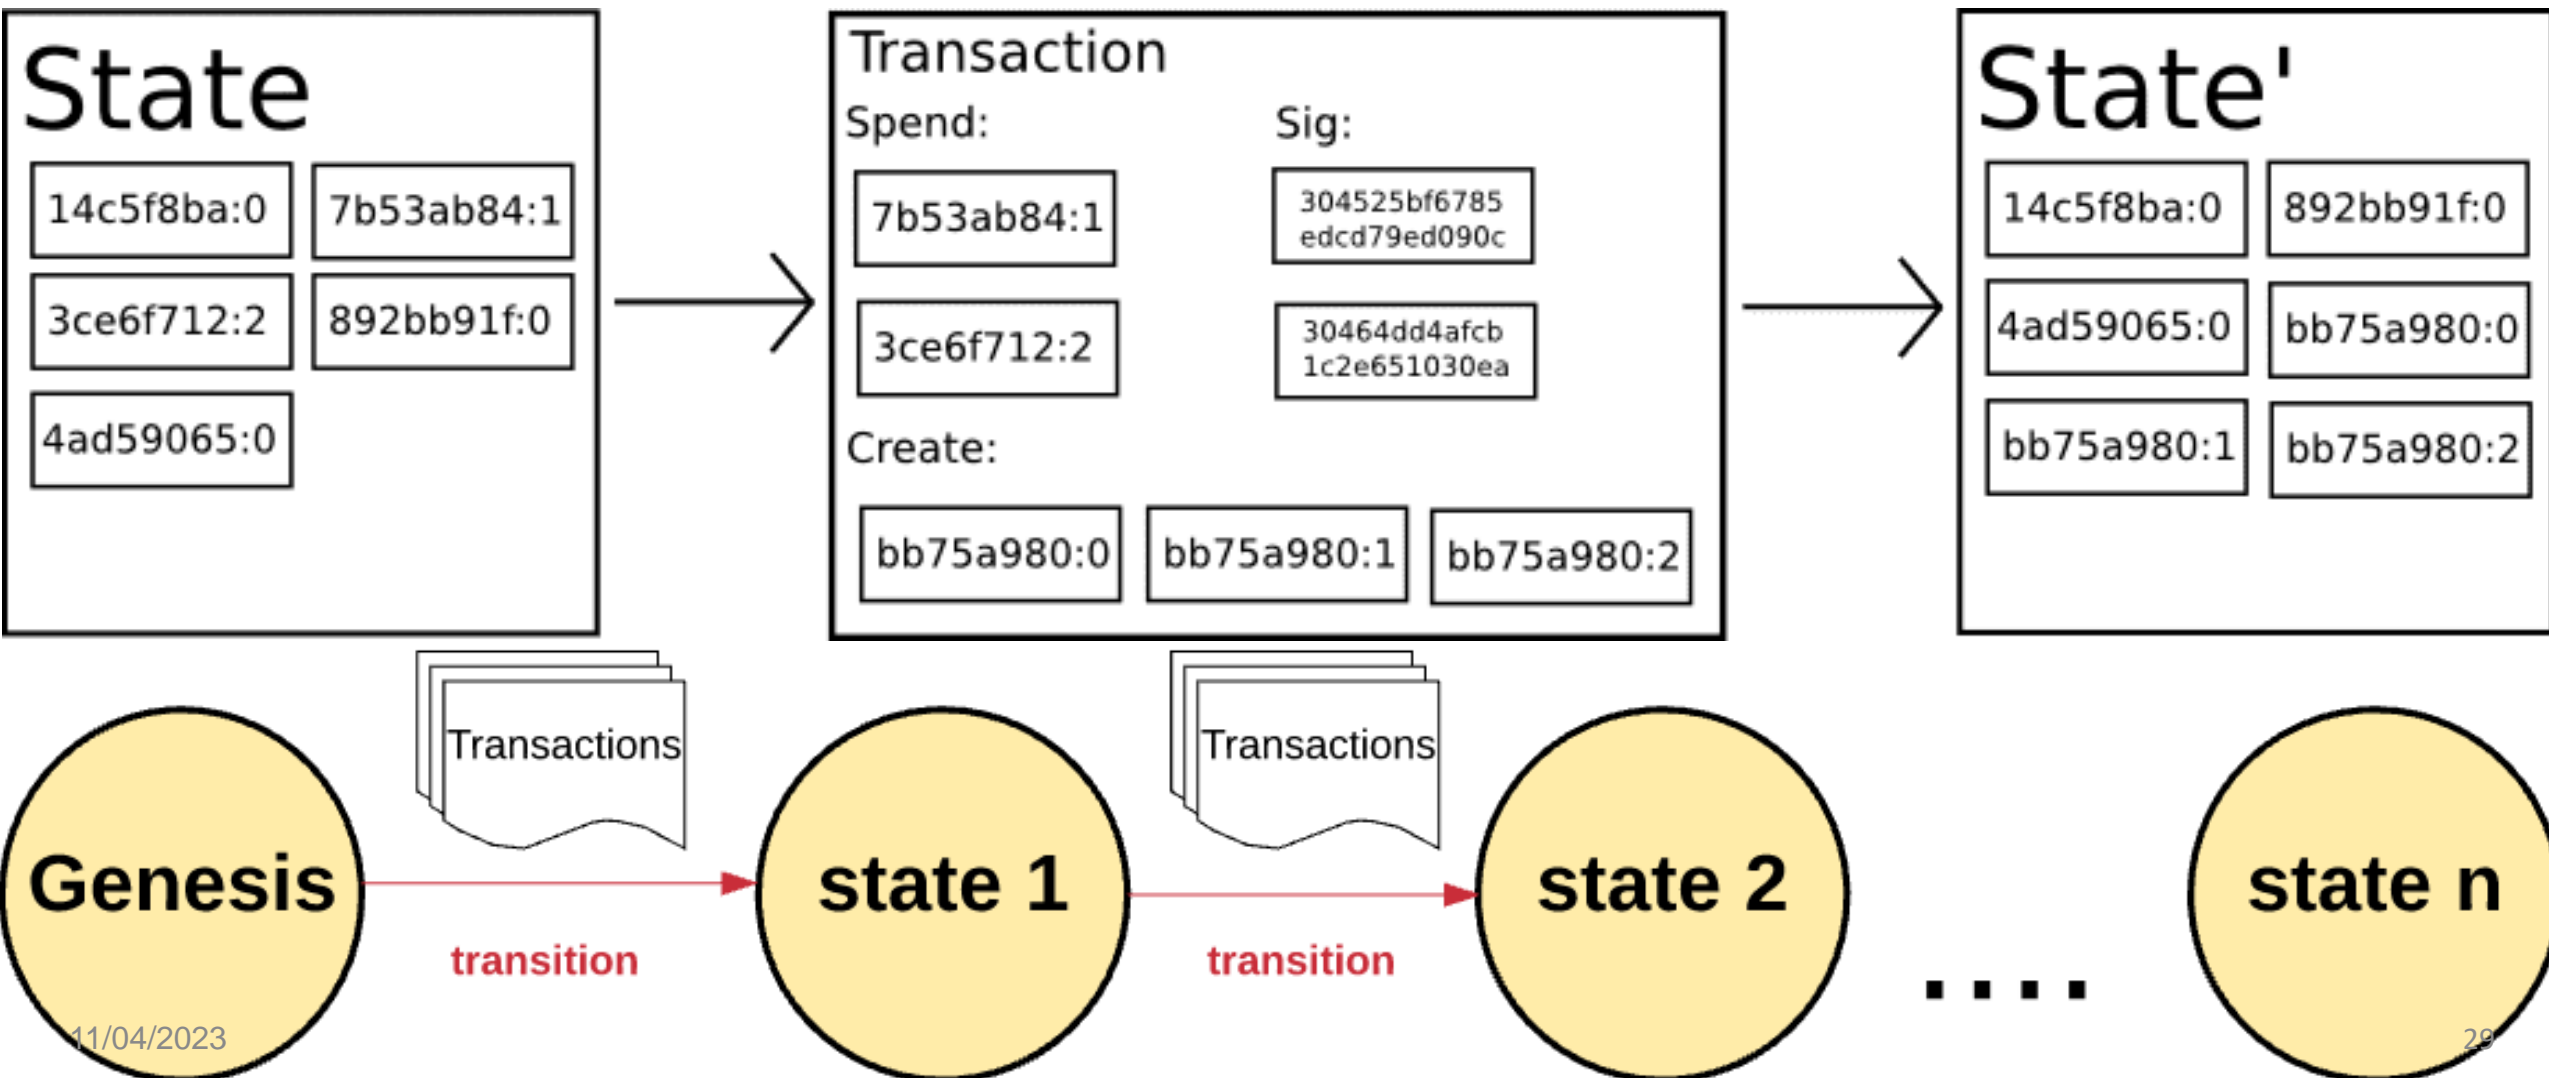 State
14c5f8ba:0
7b53ab84:1
3ce6f712:2
892bb91f:0
4ad59065:0
Transaction
Spend:
Sig:
7b53ab84:1
304525bf6785
edcd79ed090c
3ce6f712:2
30464dd4afcb
1c2e651030ea
Create:
bb75a980:0
bb75a980:1
bb75a980:2
State'
14c5f8ba:0
892bb91f:0
4ad59065:0
bb75a980:0
bb75a980:1
bb75a980:2
Transactions
Transactions
Genesis
state 1
state 2
state n
transition
transition
....
11/04/2023
29